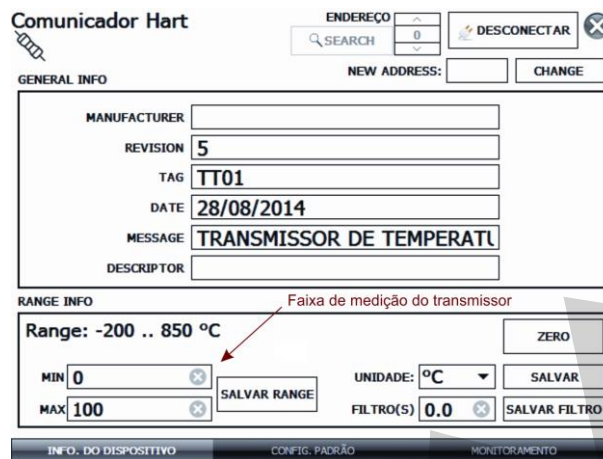 Comunicador Hart
ENDEREÇO
SEARCH
0
DESCONECTAR
NEW ADDRESS:
CHANGE
GENERAL INFO
MANUFACTURER
REVISION 5
TAG TT01
DATE 28/08/2014
MESSAGE TRANSMISSOR DE TEMPERATU
DESCRIPTOR
RANGE INFO
Faixa de medição do transmissor
Range: -200 .. 850 ºC
ZERO
MIN 0
SALVAR RANGE
UNIDADE: ºC
SALVAR
MAX 100
FILTRO(S) 0.0
SALVAR FILTRO
INFO. DO DISPOSITIVO
CONFIG. PADRÃO
MONITORAMENTO